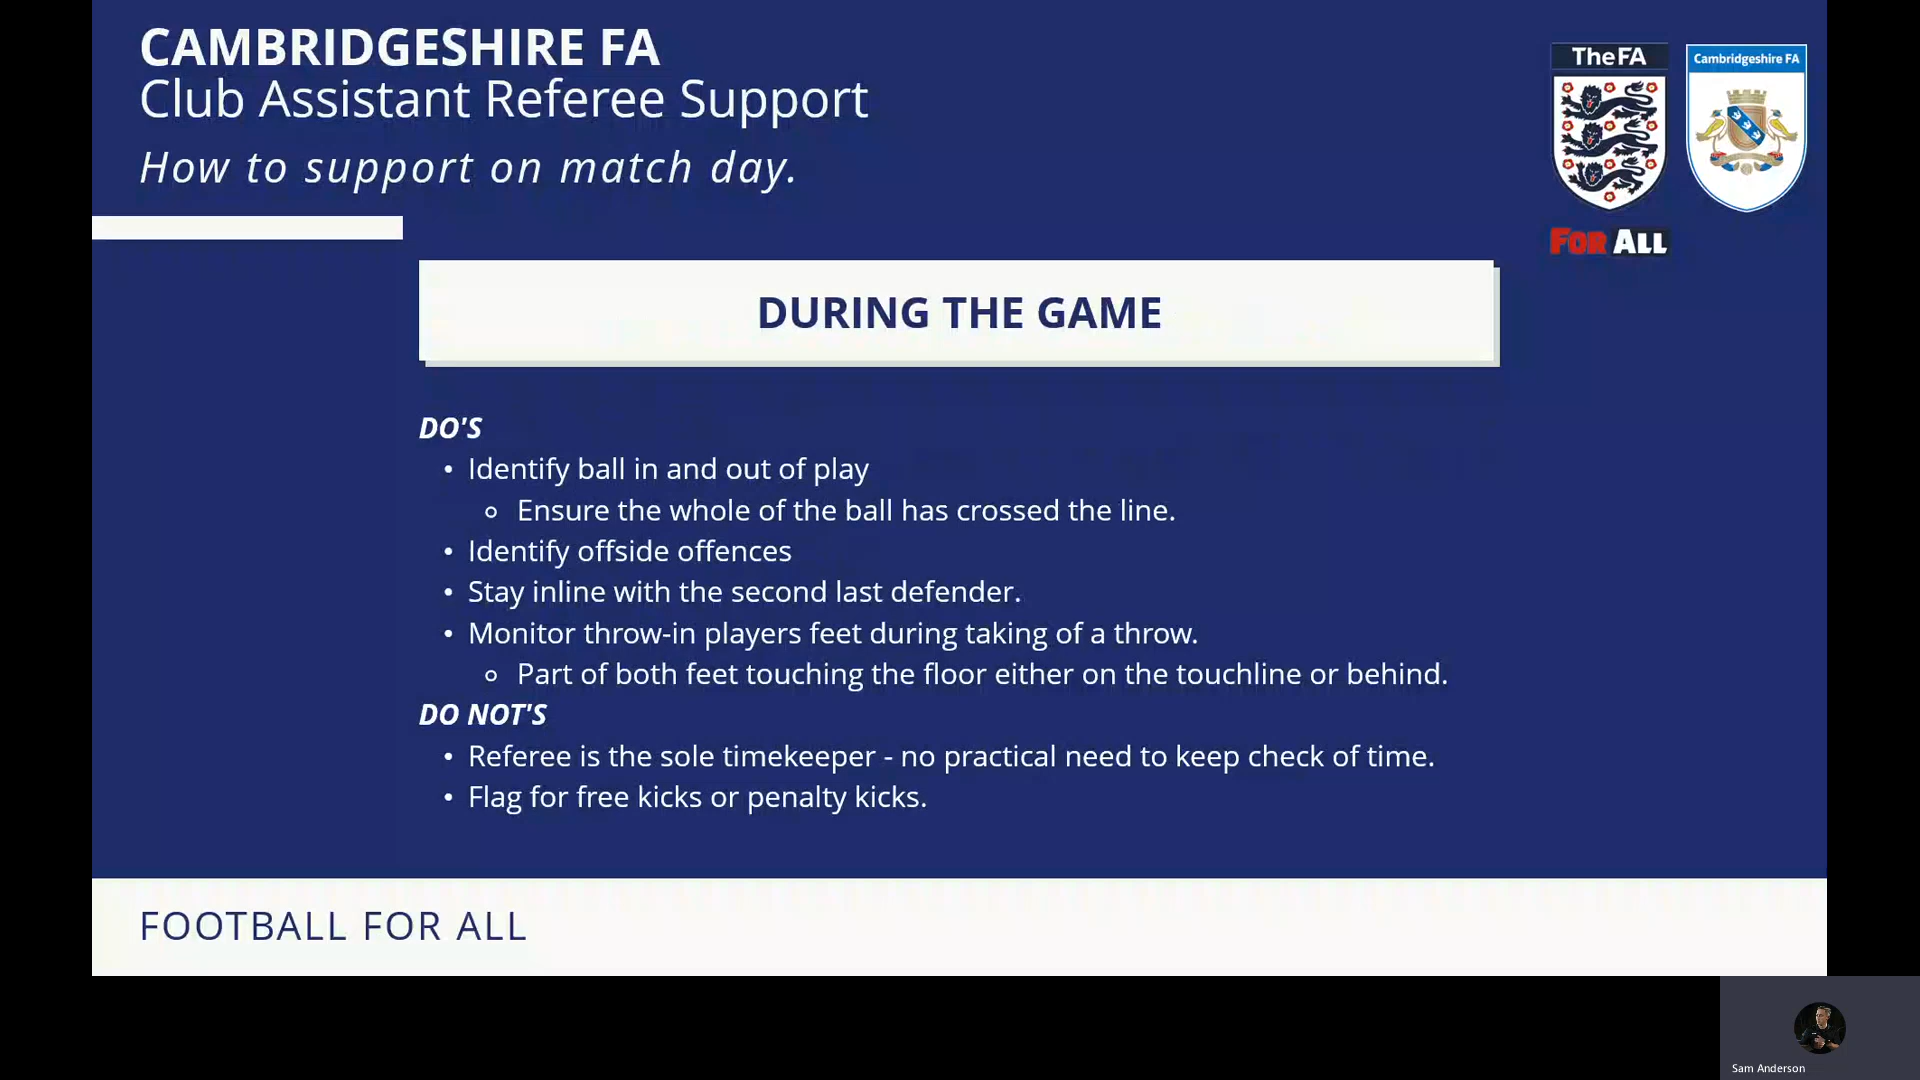 CAMBRIDGESHIRE FA
Club Assistant Referee Support
How to support on match day.
The FA
Cambridgeshire FA
FOR ALL
DURING THE GAME
DO'S
• Identify ball in and out of play
◦ Ensure the whole of the ball has crossed the line.
• Identify offside offences
• Stay inline with the second last defender.
• Monitor throw-in players feet during taking of a throw.
◦ Part of both feet touching the floor either on the touchline or behind.
DO NOT'S
• Referee is the sole timekeeper - no practical need to keep check of time.
• Flag for free kicks or penalty kicks.
FOOTBALL FOR ALL
Sam Anderson